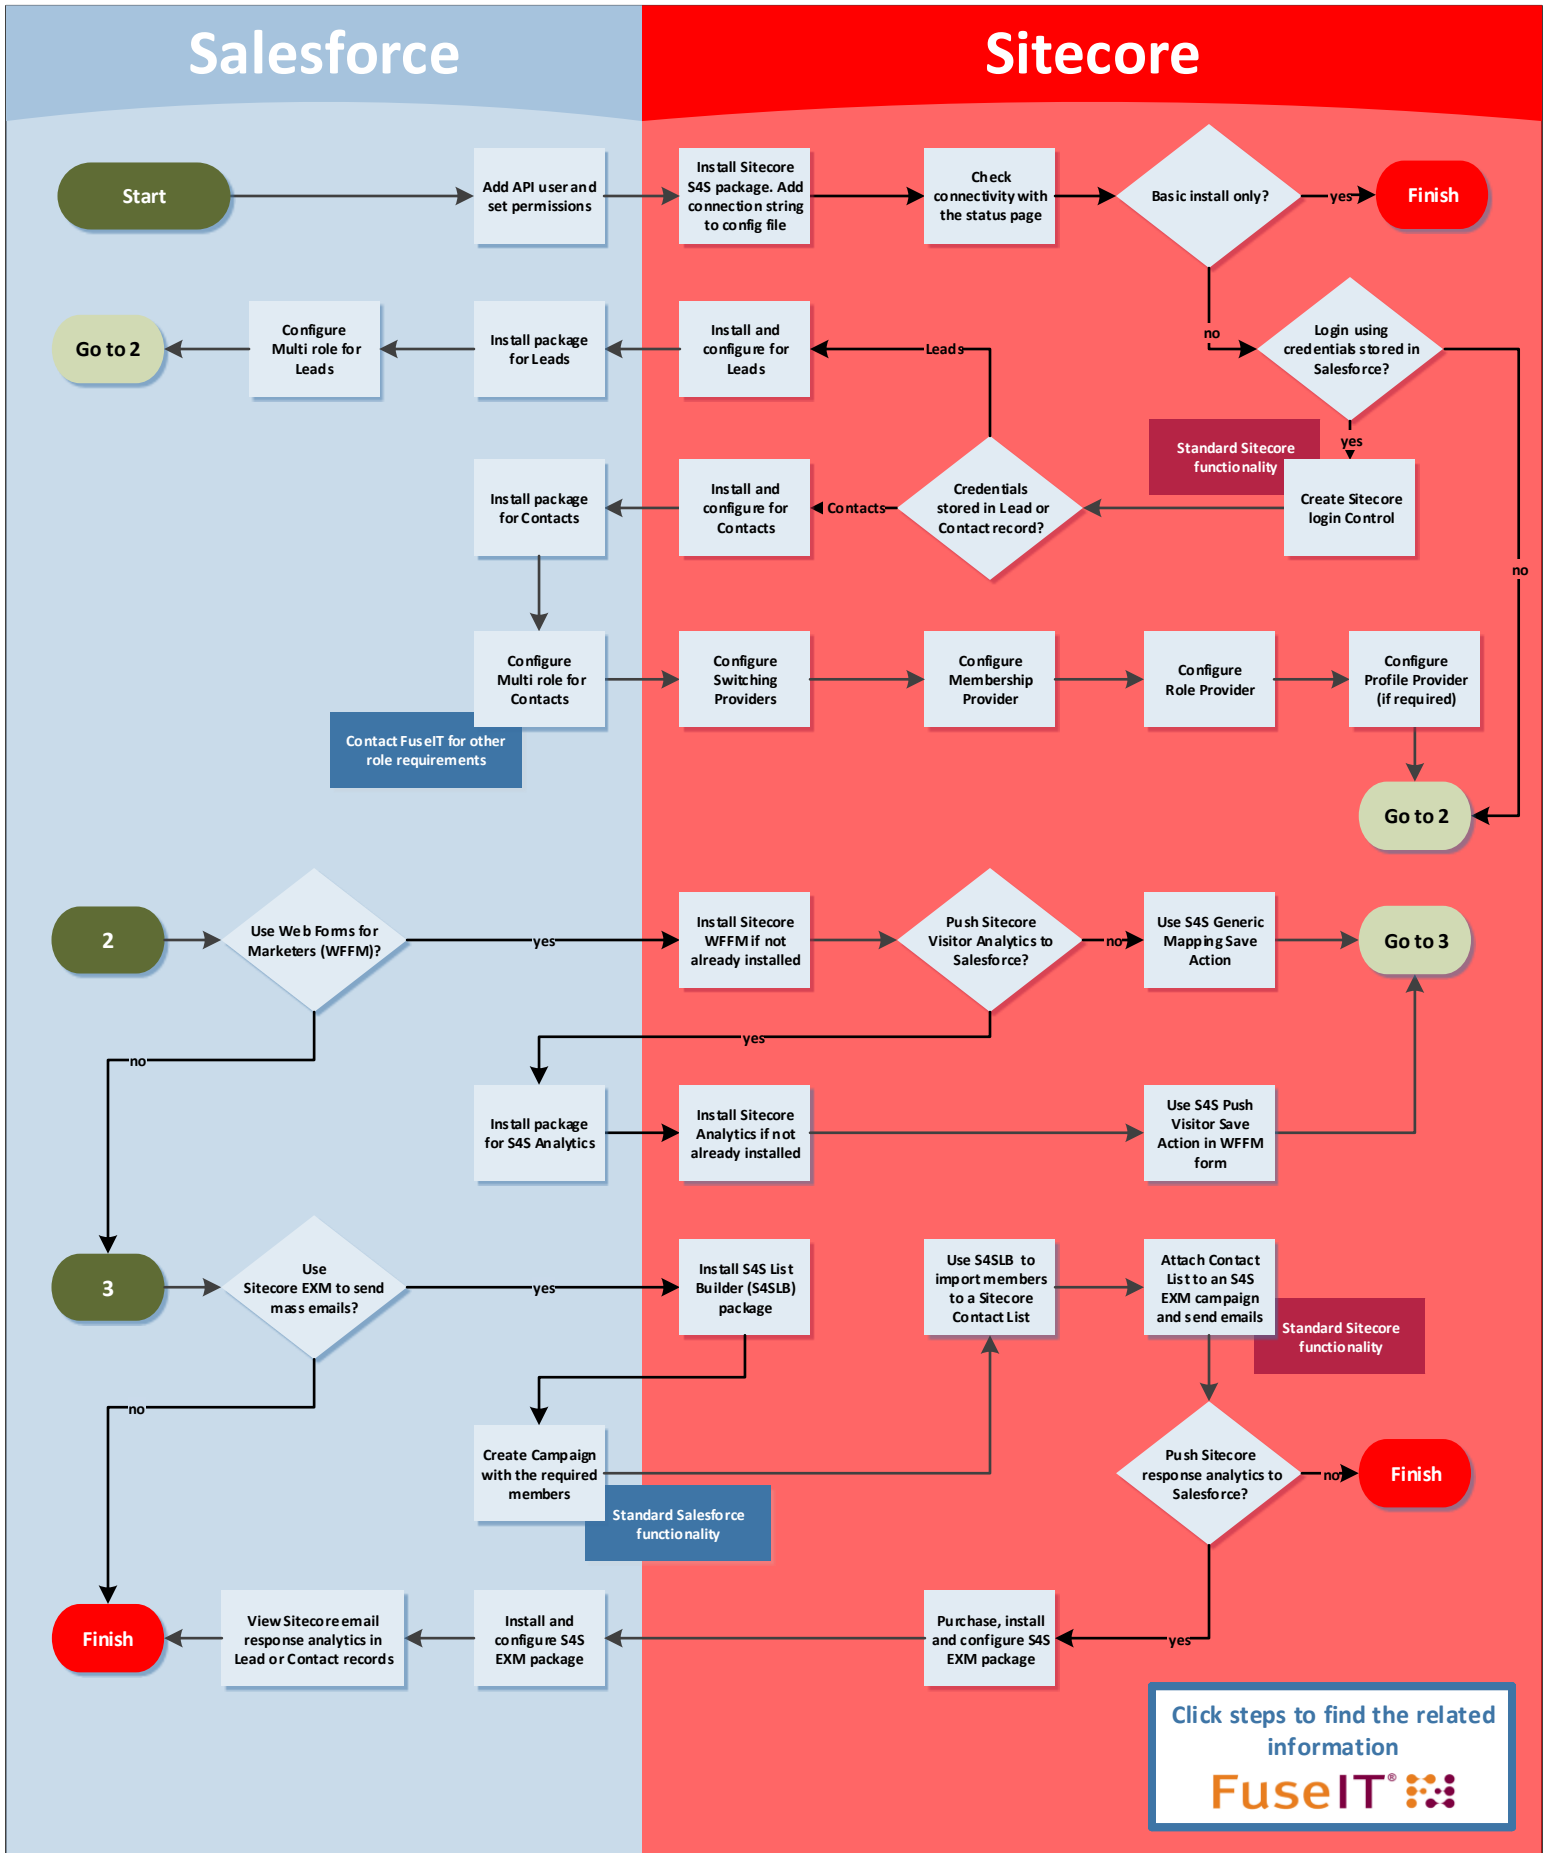 Salesforce
Sitecore
Start
Add API user and
set permissions
Install Sitecore
S4S package. Add
connection string
to config file
Check
connectivity with
the status page
Basic install only?
yes
Finish
no
Go to 2
Configure
Multi role for
Leads
Install package
for Leads
Install and
configure for
Leads
Leads
Login using
credentials stored in
Salesforce?
yes
Standard Sitecore
functionality
Install package
for Contacts
Install and
configure for
Contacts
Contacts
Credentials
stored in Lead or
Contact record?
Create Sitecore
login Control
no
Configure
Multi role for
Contacts
Configure
Switching
Providers
Configure
Membership
Provider
Configure
Role Provider
Configure
Profile Provider
(if required)
Contact FuseIT for other
role requirements
Go to 2
2
Use Web Forms for
Marketers (WFFM)?
yes
Install Sitecore
WFFM if not
already installed
Push Sitecore
Visitor Analytics to
Salesforce?
no
Use S4S Generic
Mapping Save
Action
Go to 3
yes
no
Install package
for S4S Analytics
Install Sitecore
Analytics if not
already installed
Use S4S Push
Visitor Save
Action in WFFM
form
3
Use
Sitecore EXM to send
mass emails?
yes
Install S4S List
Builder (S4SLB)
package
Use S4SLB to
import members
to a Sitecore
Contact List
Attach Contact
List to an S4S
EXM campaign
and send emails
Standard Sitecore
functionality
no
Create Campaign
with the required
members
Standard Salesforce
functionality
Push Sitecore
response analytics to
Salesforce?
no
Finish
Finish
View Sitecore email
response analytics in
Lead or Contact records
Install and
configure S4S
EXM package
Purchase, install
and configure S4S
EXM package
yes
Click steps to find the related
information
FuseIT®